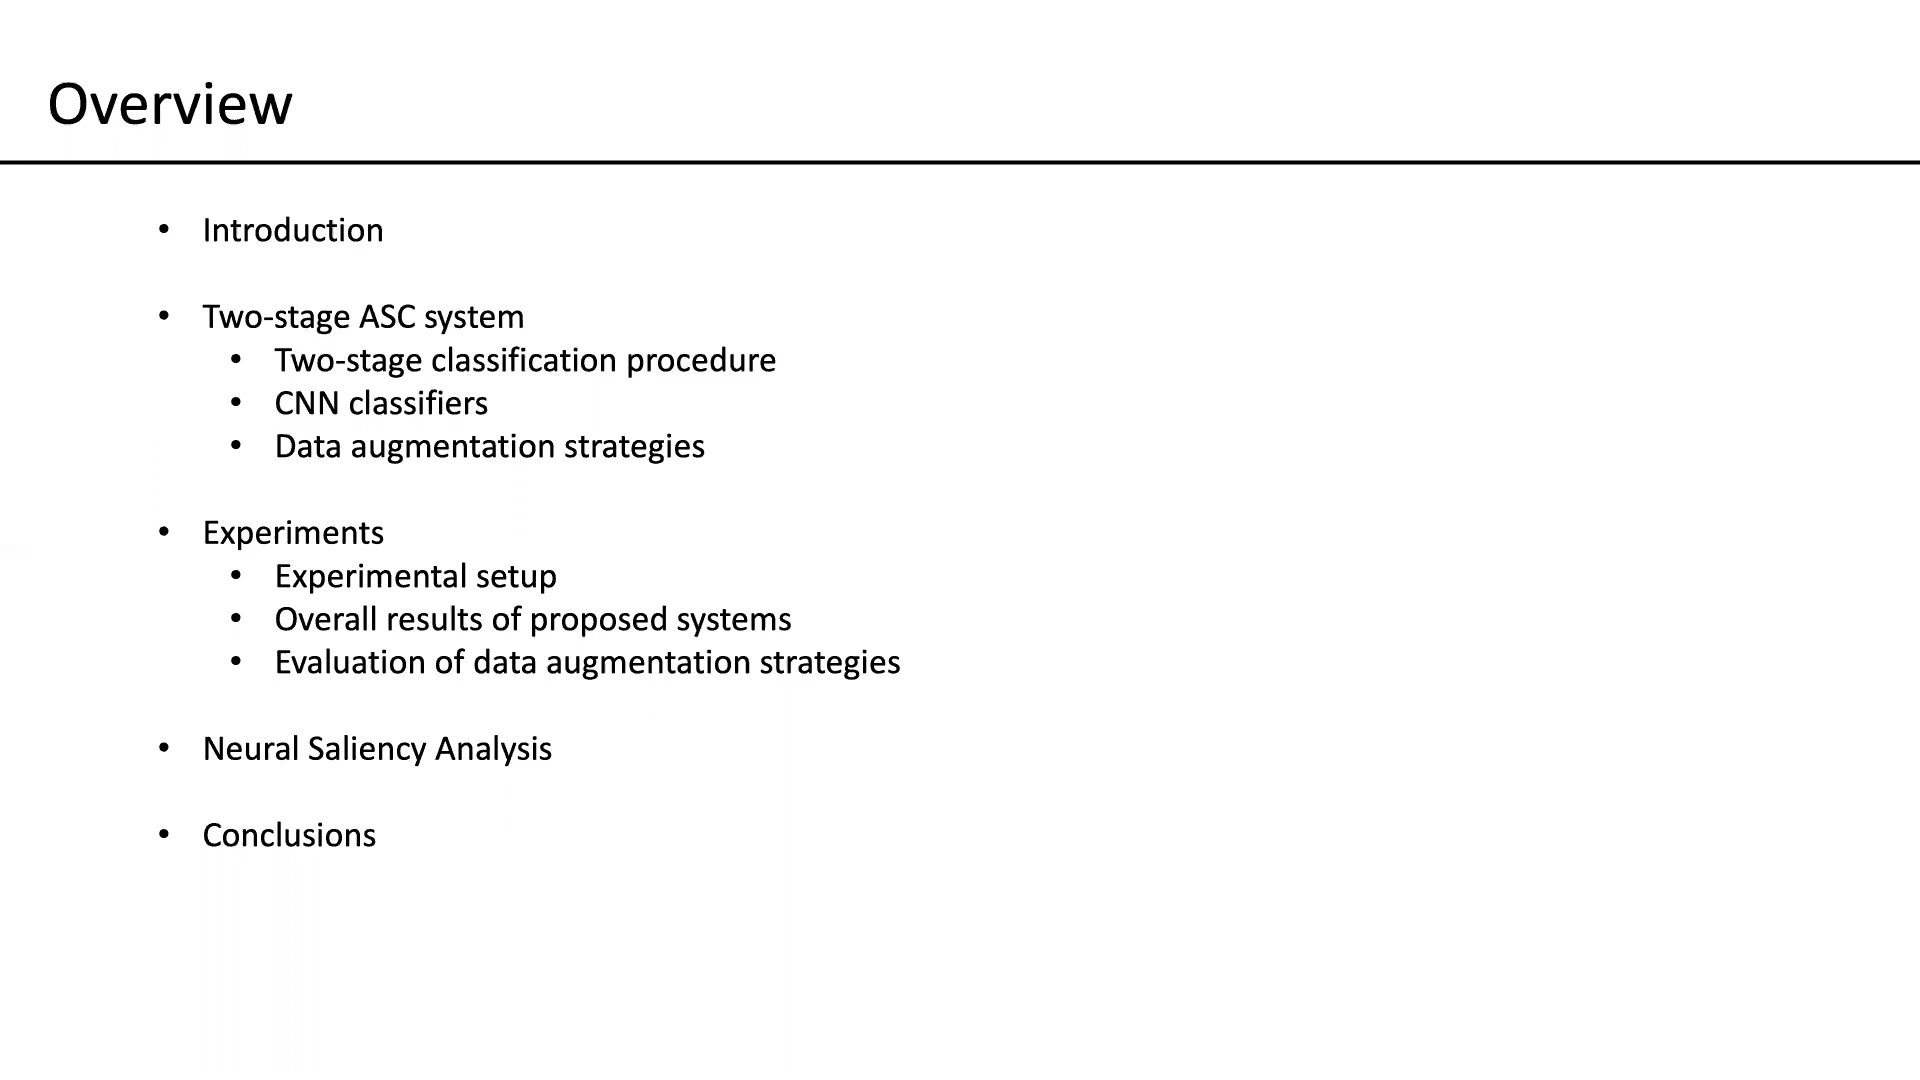 Overview
• Introduction
• Two-stage ASC system
• Two-stage classification procedure
• CNN classifiers
• Data augmentation strategies
• Experiments
• Experimental setup
• Overall results of proposed systems
• Evaluation of data augmentation strategies
• Neural Saliency Analysis
• Conclusions